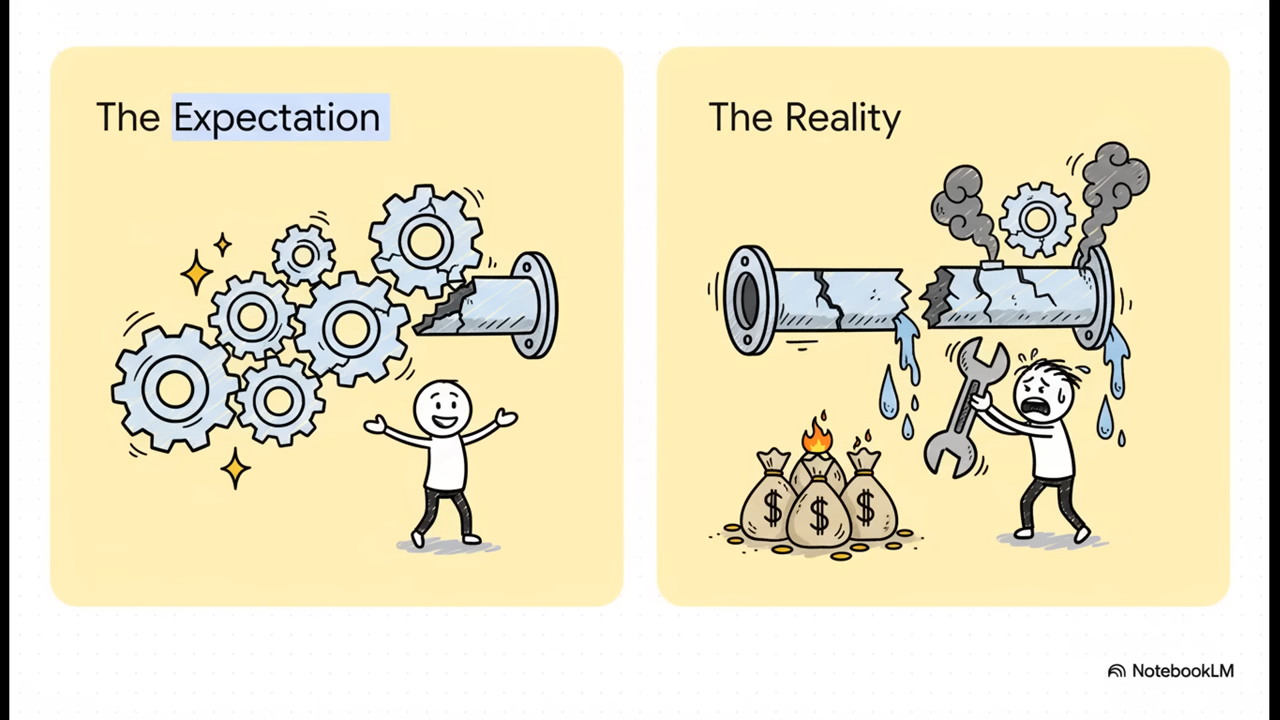 The Expectation
The Reality
$ $ $
NotebookLM